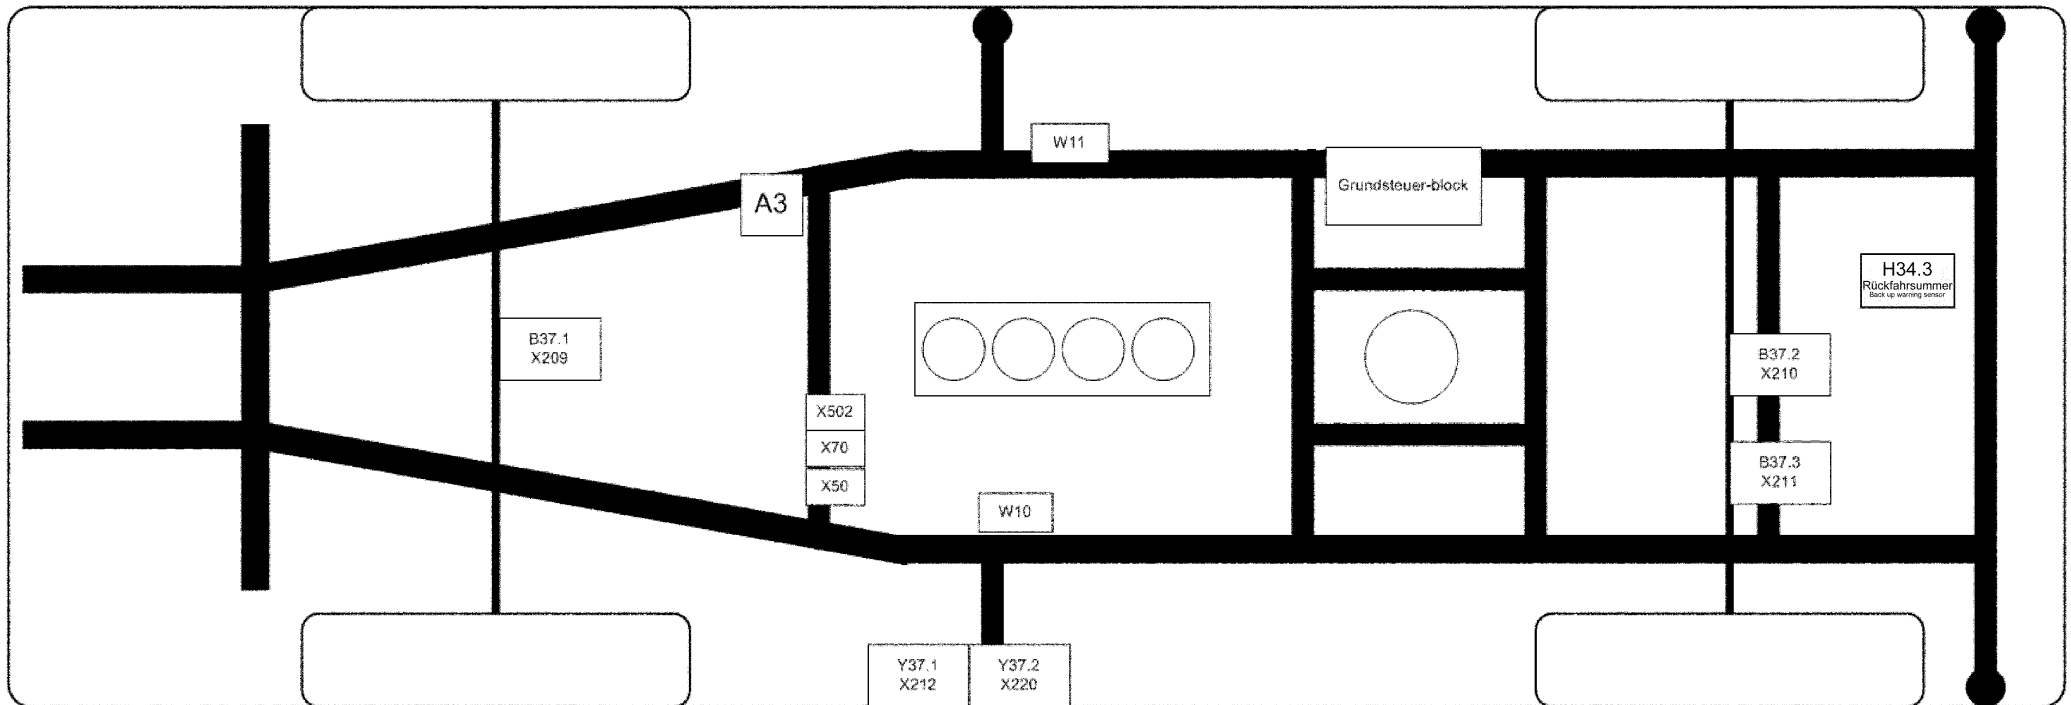 W11
Grundsteuer-block
A3
H34.3
Rückfahrsummer
Back up warning sensor
B37.1
X209
B37.2
X210
X502
X70
X50
B37.3
X211
W10
Y37.1
X212
Y37.2
X220